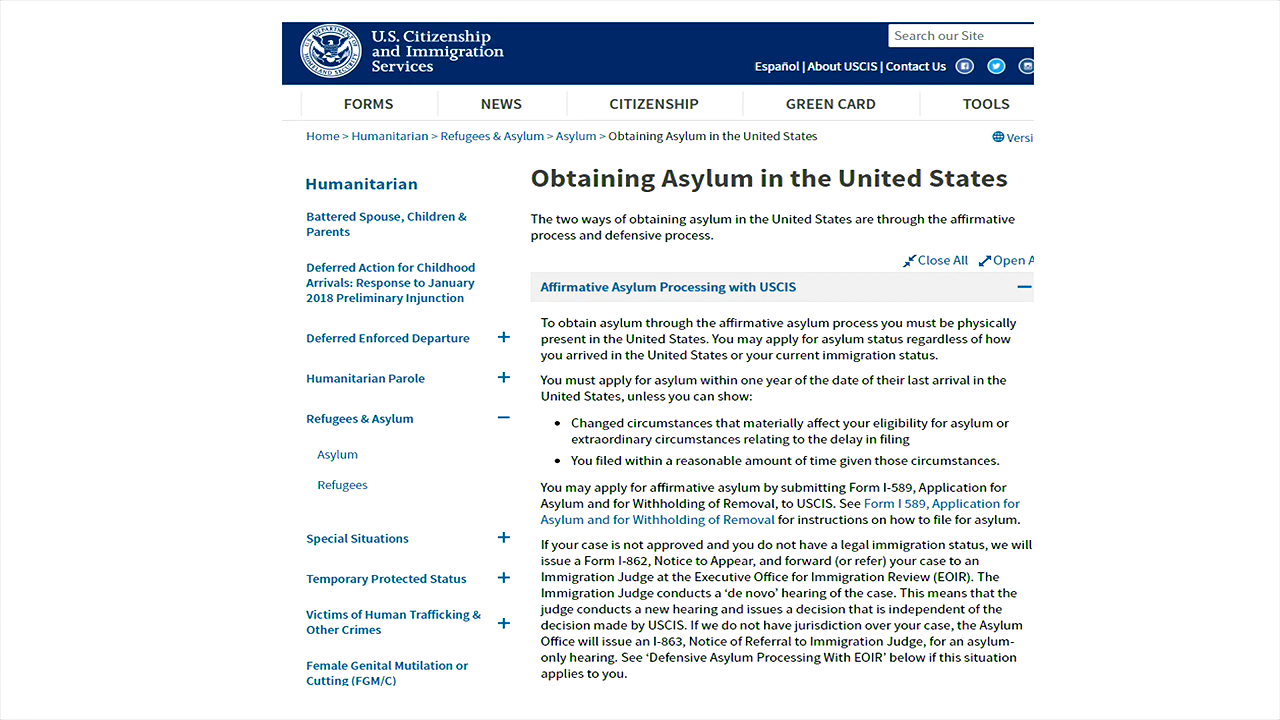 U.S. Citizenship
and Immigration
Services
Search our Site
Español | About USCIS | Contact Us
FORMS NEWS CITIZENSHIP GREEN CARD TOOLS
Home > Humanitarian > Refugees & Asylum > Asylum > Obtaining Asylum in the United States
Versi
Humanitarian
Battered Spouse, Children &
Parents
Deferred Action for Childhood
Arrivals: Response to January
2018 Preliminary Injunction
Deferred Enforced Departure
Humanitarian Parole
Refugees & Asylum
Asylum
Refugees
Special Situations
Temporary Protected Status
Victims of Human Trafficking &
Other Crimes
Female Genital Mutilation or
Cutting (FGM/C)
Obtaining Asylum in the United States
The two ways of obtaining asylum in the United States are through the affirmative
process and defensive process.
Close All Open A
Affirmative Asylum Processing with USCIS
To obtain asylum through the affirmative asylum process you must be physically
present in the United States. You may apply for asylum status regardless of how
you arrived in the United States or your current immigration status.
You must apply for asylum within one year of the date of their last arrival in the
United States, unless you can show:
• Changed circumstances that materially affect your eligibility for asylum or
extraordinary circumstances relating to the delay in filing
• You filed within a reasonable amount of time given those circumstances.
You may apply for affirmative asylum by submitting Form I-589, Application for
Asylum and for Withholding of Removal, to USCIS. See Form I 589, Application for
Asylum and for Withholding of Removal for instructions on how to file for asylum.
If your case is not approved and you do not have a legal immigration status, we will
issue a Form I-862, Notice to Appear, and forward (or refer) your case to an
Immigration Judge at the Executive Office for Immigration Review (EOIR). The
Immigration Judge conducts a ‘de novo’ hearing of the case. This means that the
judge conducts a new hearing and issues a decision that is independent of the
decision made by USCIS. If we do not have jurisdiction over your case, the Asylum
Office will issue an I-863, Notice of Referral to Immigration Judge, for an asylum-
only hearing. See ‘Defensive Asylum Processing With EOIR’ below if this situation
applies to you.